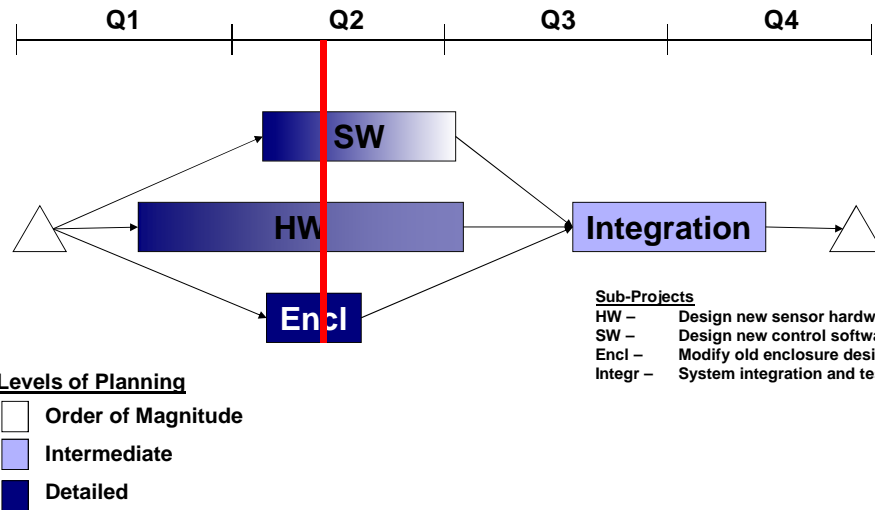 Q1 Q2 Q3 Q4
SW
HW
Integration
Encl
Sub-Projects
HW – Design new sensor hardw
SW – Design new control softwa
Encl – Modify old enclosure desi
Integr – System integration and te
Levels of Planning
Order of Magnitude
Intermediate
Detailed